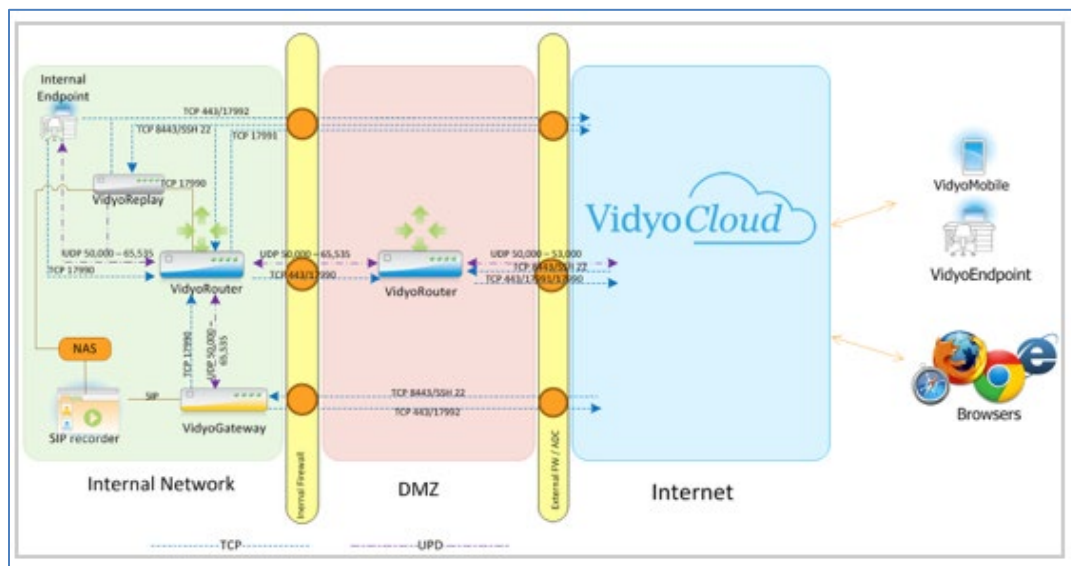 Internal
Endpoint
TCP 443/17992
TCP 8443/SSH 22
TCP 17991
TCP 17990
VidyoReplay
UDP 50,000 – 65,535
TCP 17990
VidyoRouter
UDP 50,000 – 65,535
TCP 443/17990
VidyoRouter
UDP 50,000 – 53,000
TCP 8443/SSH 22
TCP 443/17991/17990
VidyoCloud
VidyoMobile
VidyoEndpoint
Browsers
NAS
TCP 17990
UDP 50,000 –
65,535
SIP
SIP recorder
VidyoGateway
TCP 8443/SSH 22
TCP 443/17992
Inernal Firewall
External FW / ADC
Internal Network
DMZ
Internet
TCP
UPD